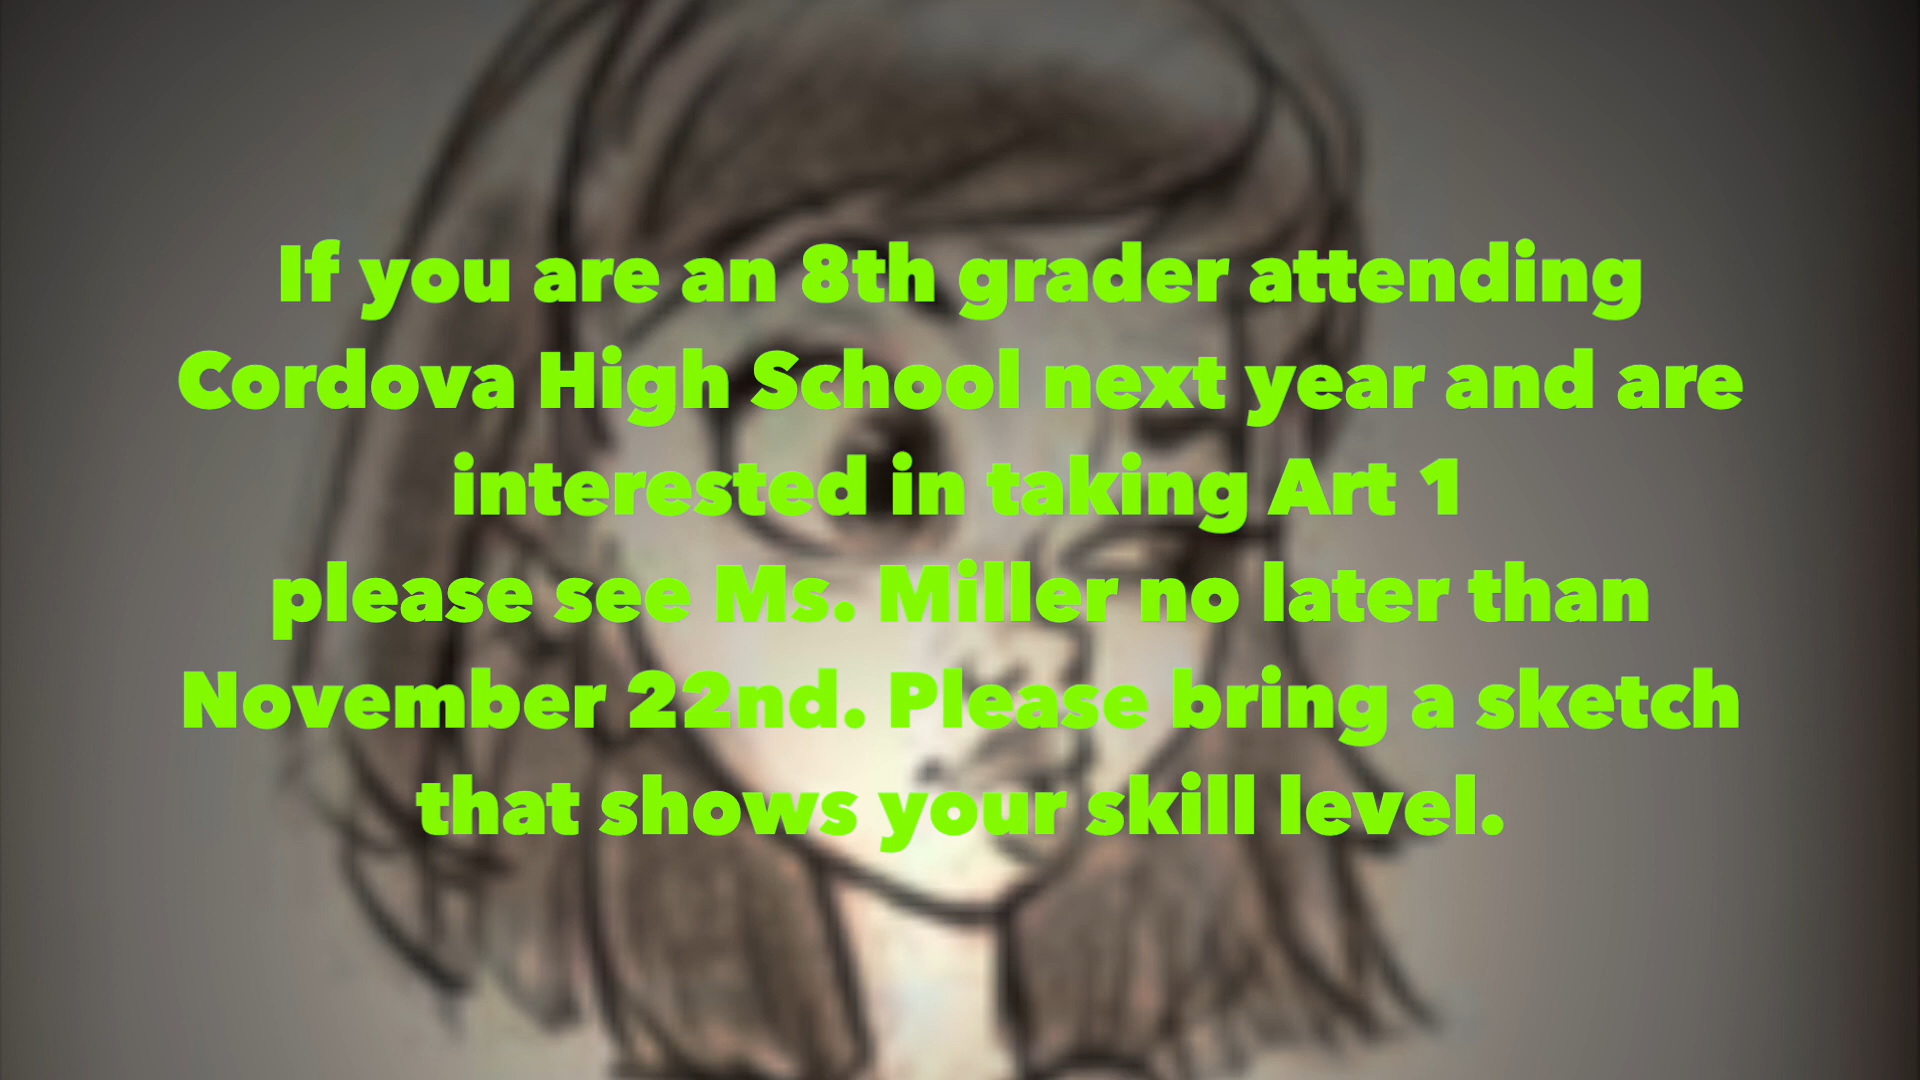 If you are an 8th grader attending
Cordova High School next year and are
interested in taking Art 1
please see Ms. Miller no later than
November 22nd. Please bring a sketch
that shows your skill level.